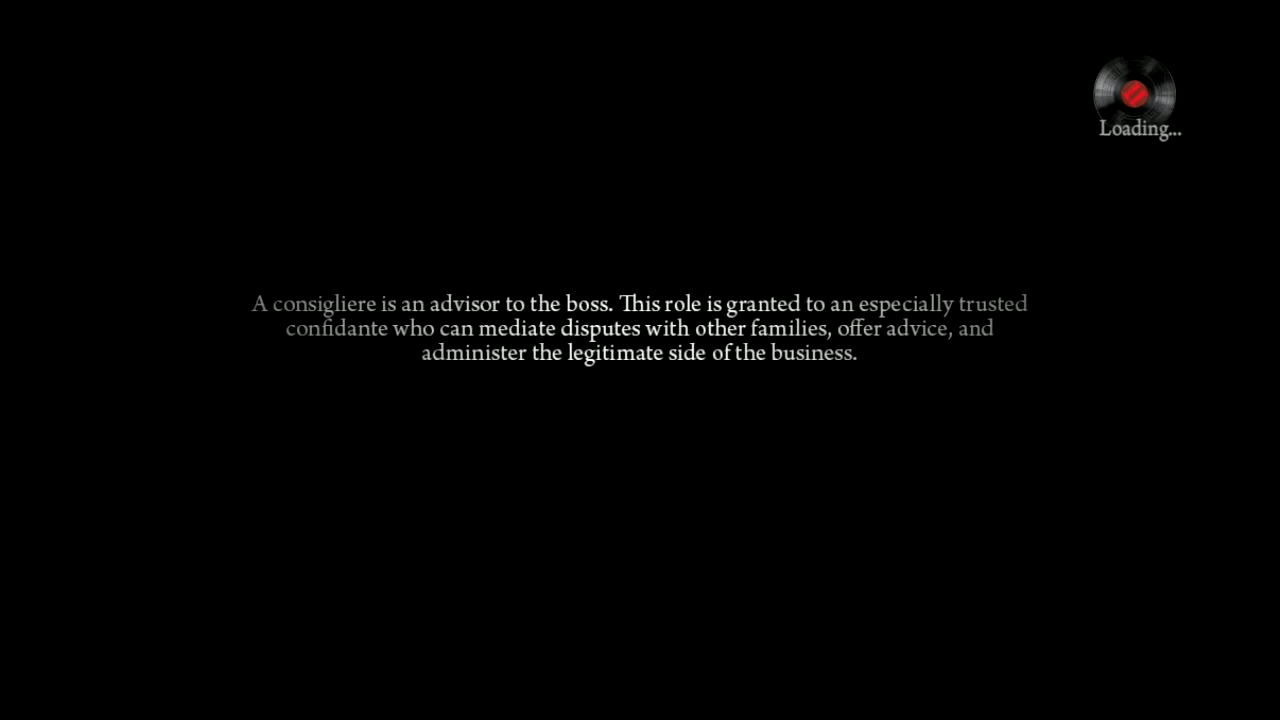 Loading...
A consigliere is an advisor to the boss. This role is granted to an especially trusted
confidante who can mediate disputes with other families, offer advice, and
administer the legitimate side of the business.